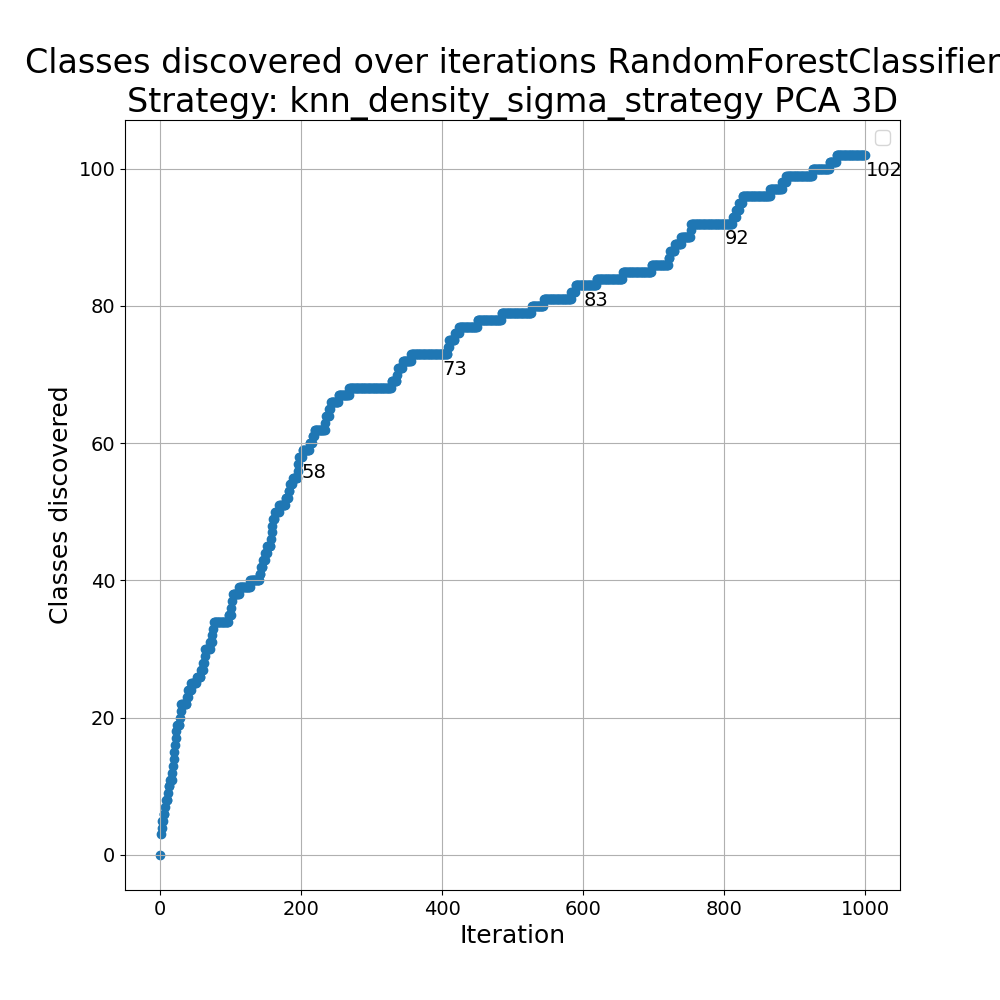 Classes discovered over iterations RandomForestClassifier
Strategy: knn_density_sigma_strategy PCA 3D
100
102
92
80
83
73
60
58
Classes discovered
40
20
0
0 200 400 600 800 1000
Iteration